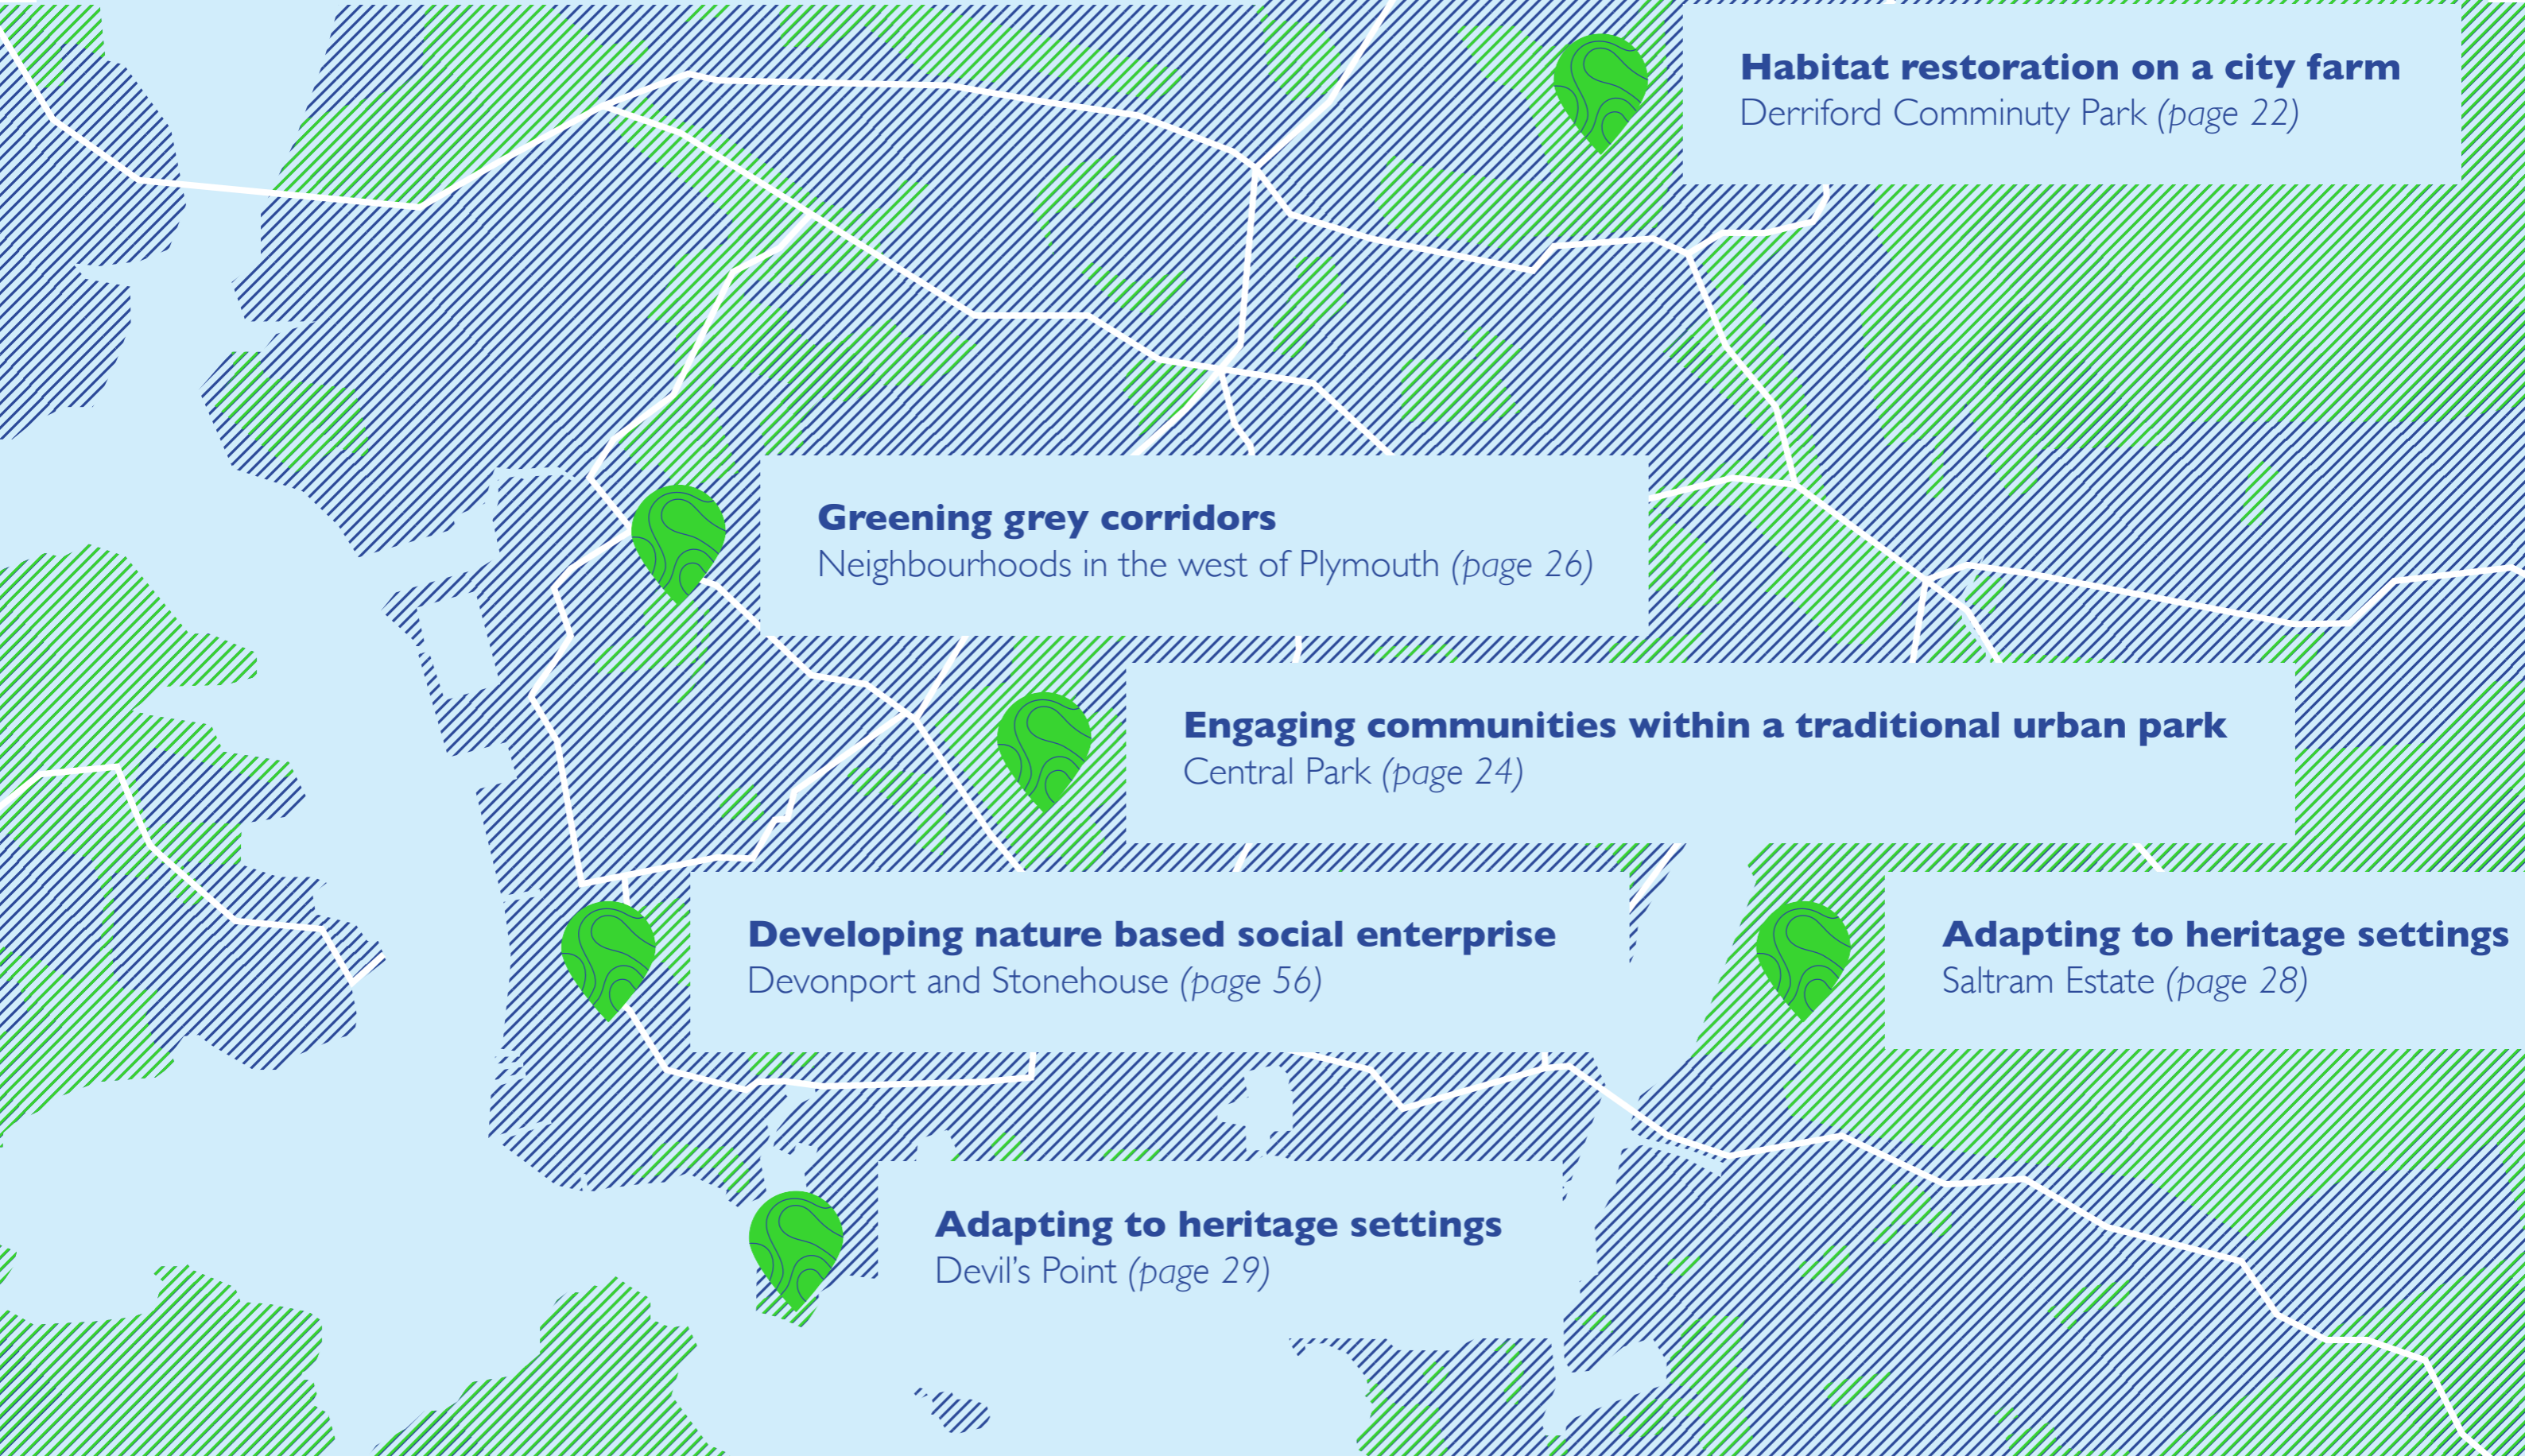 Habitat restoration on a city farm
Derriford Comminuty Park (page 22)
Greening grey corridors
Neighbourhoods in the west of Plymouth (page 26)
Engaging communities within a traditional urban park
Central Park (page 24)
Developing nature based social enterprise
Devonport and Stonehouse (page 56)
Adapting to heritage settings
Saltram Estate (page 28)
Adapting to heritage settings
Devil's Point (page 29)